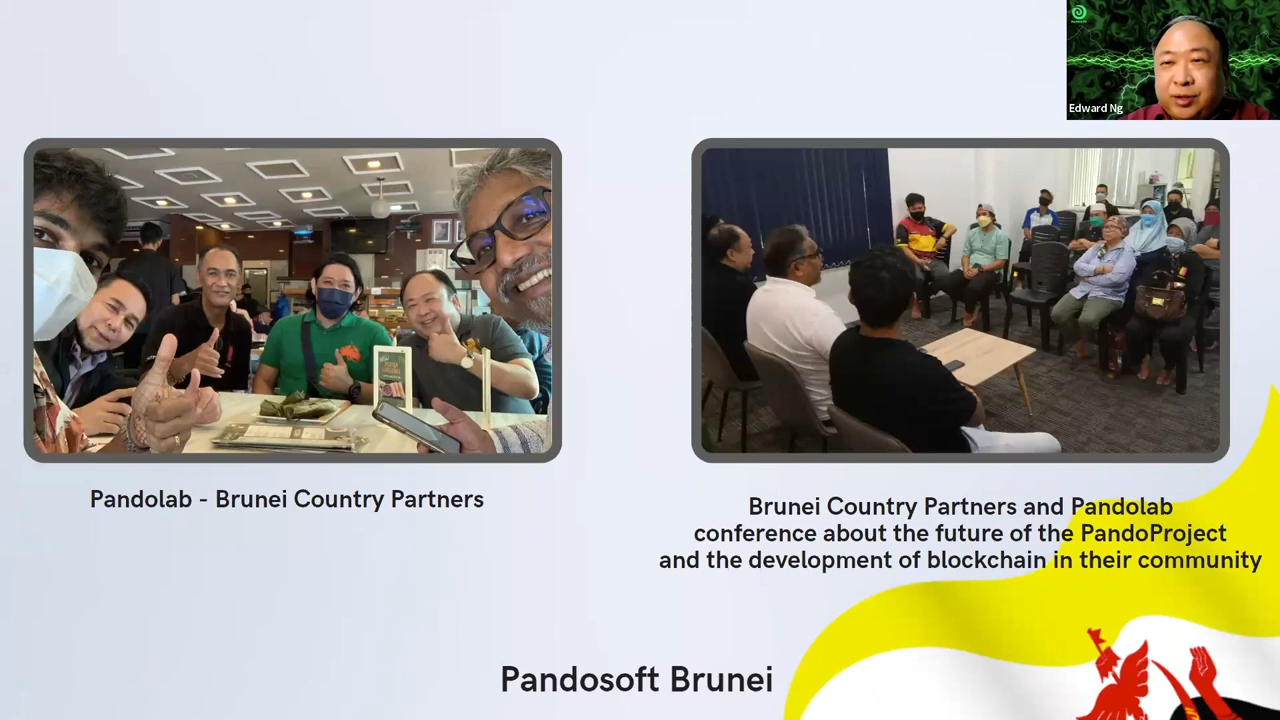 Edward Ng
Pandolab - Brunei Country Partners
Brunei Country Partners and Pandolab
conference about the future of the PandoProject
and the development of blockchain in their community
Pandosoft Brunei